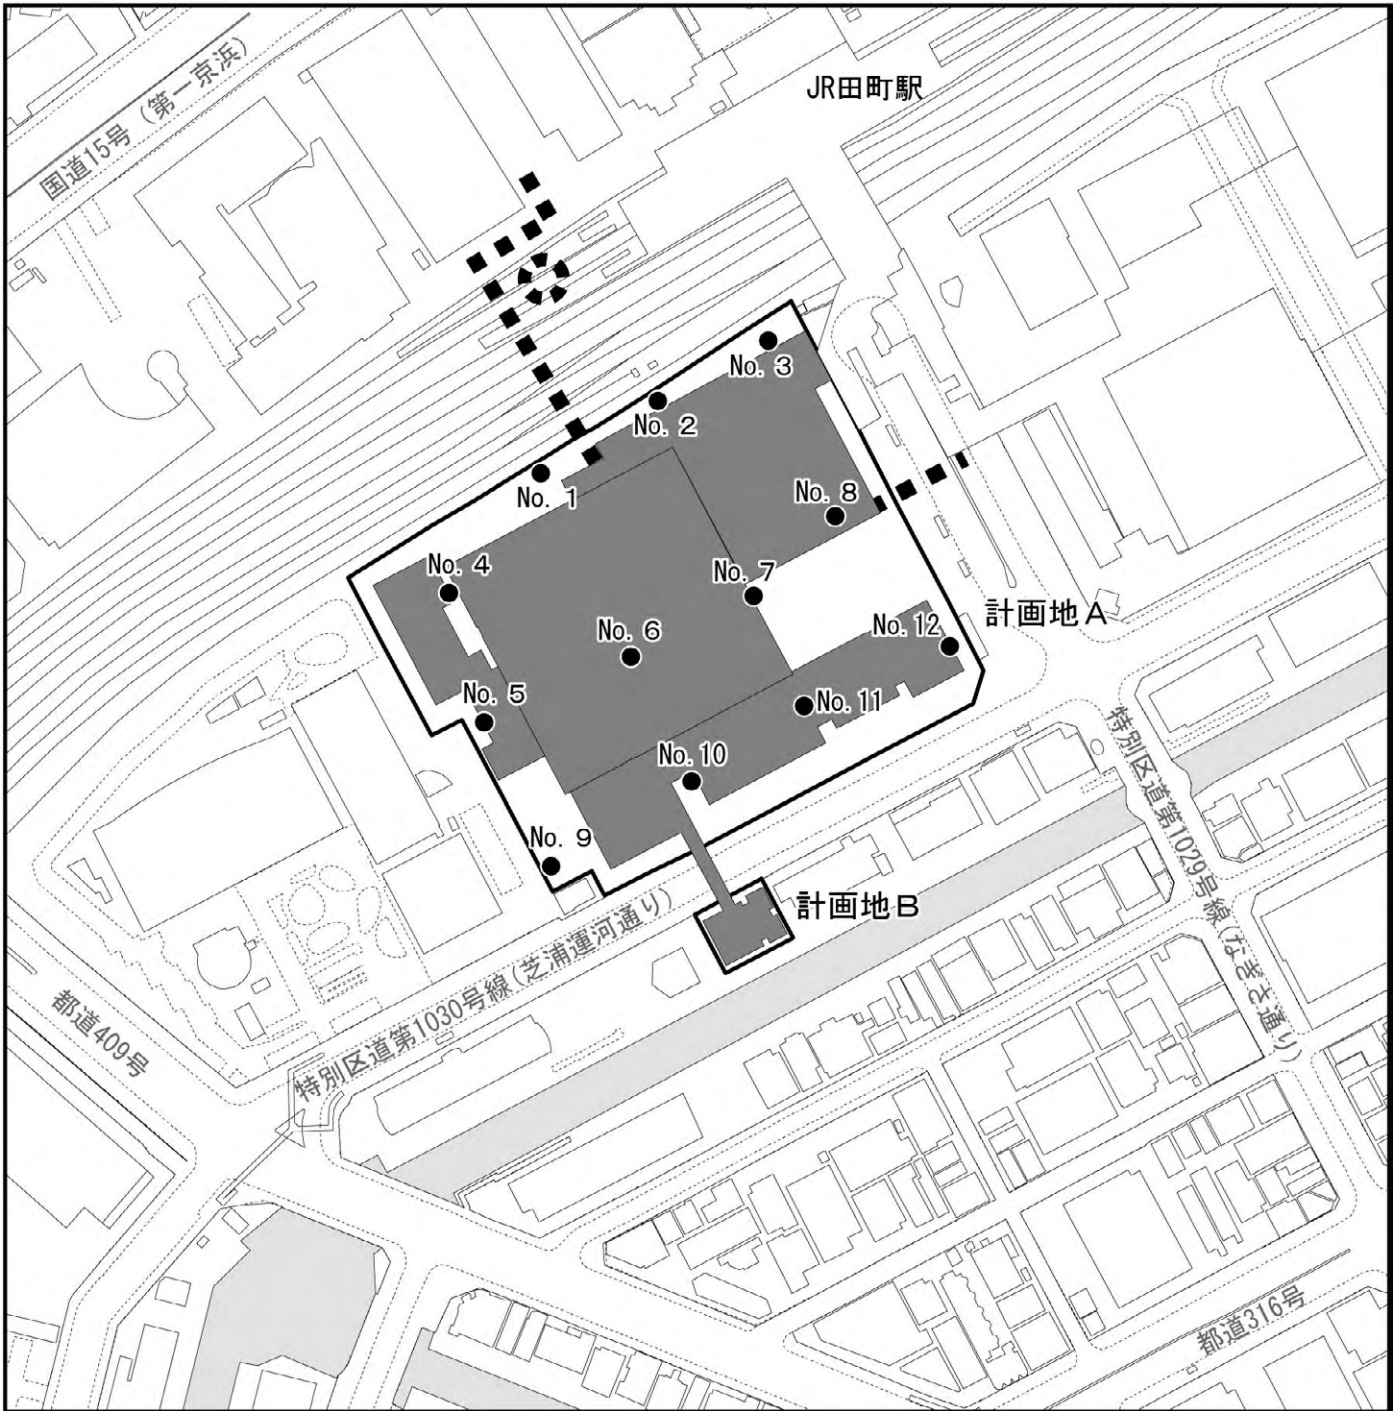 JR田町駅
国道15号（第一京浜）
No. 3
No. 2
No. 1
No. 8
No. 4
No. 7
計画地A
No. 6
No. 12
No. 5
No. 11
No. 10
No. 9
計画地B
特別区道第1029号線(なぎさ通り)
特別区道第1030号線(芝浦運河通り)
都道409号
都道316号